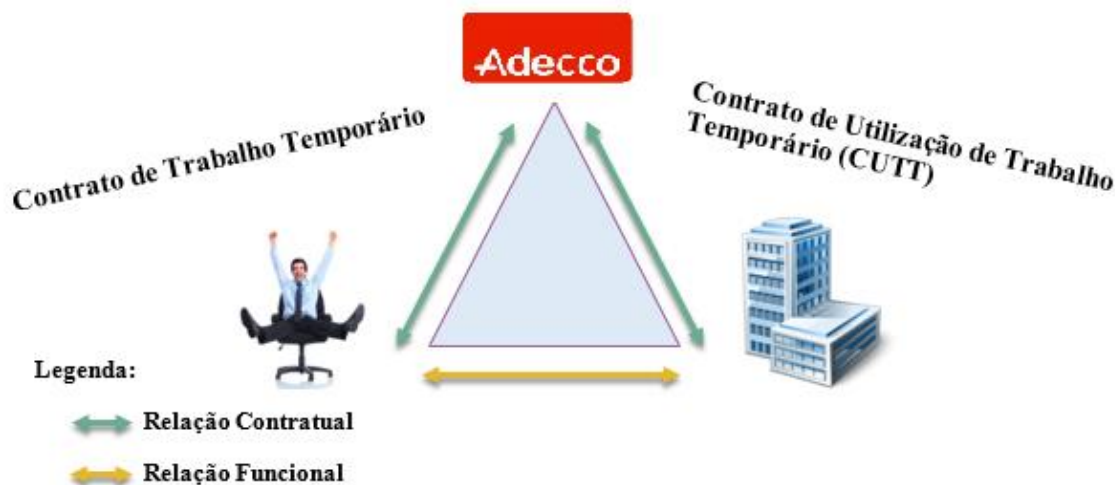 Adecco
Contrato de Trabalho Temporário
Contrato de Utilização de Trabalho
Temporário (CUTT)
Legenda:
Relação Contratual
Relação Funcional